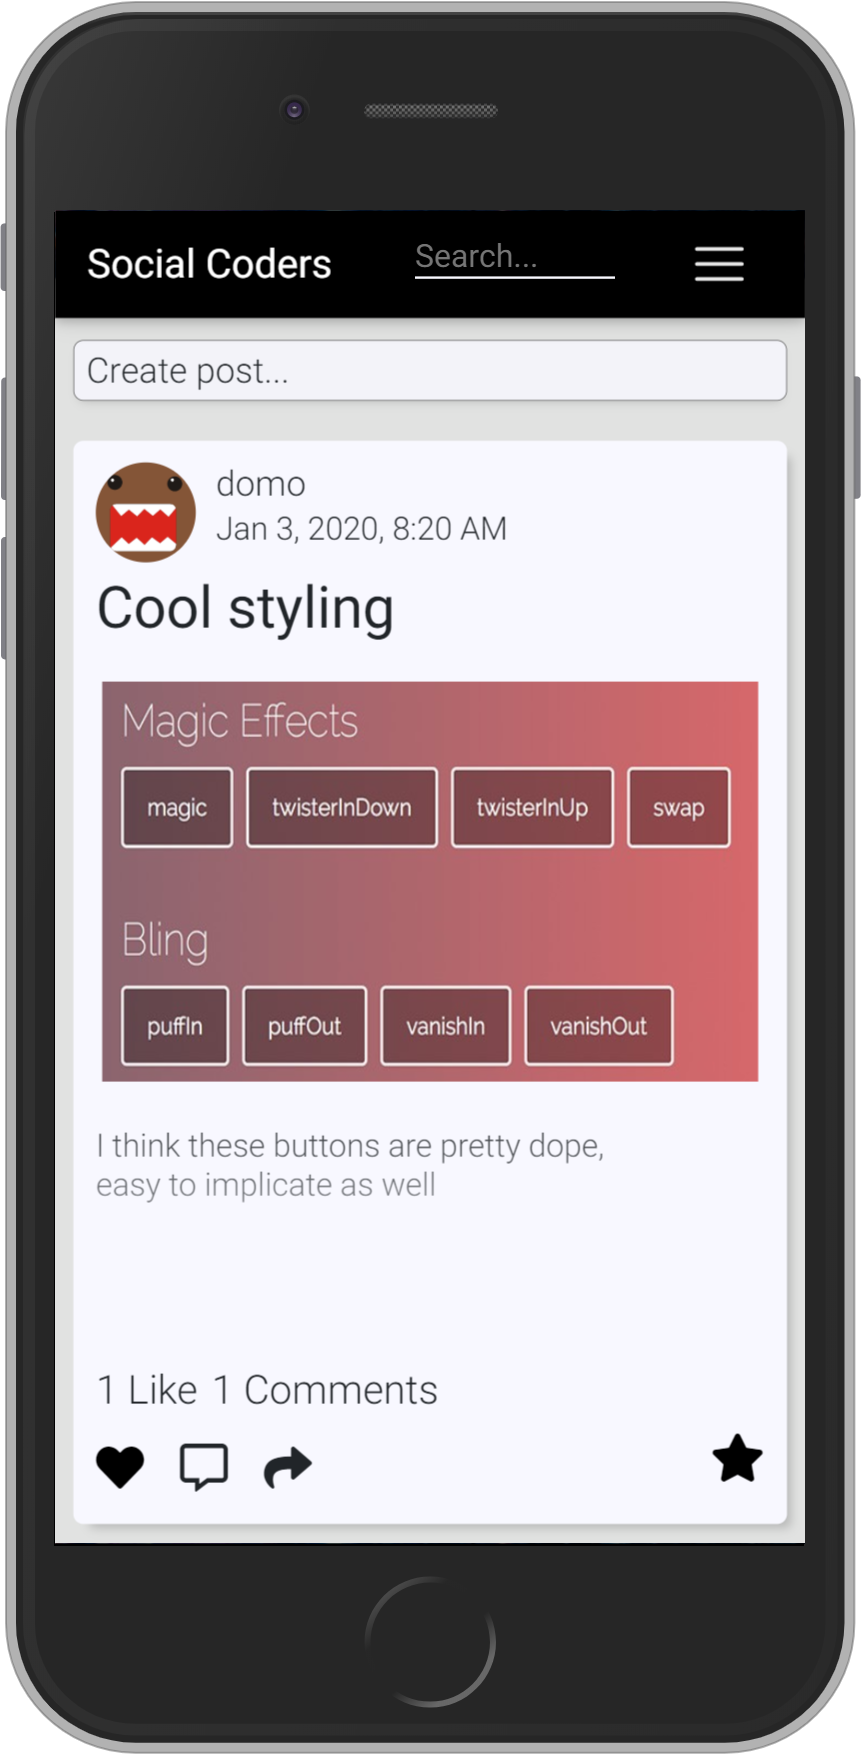 Social Coders
Search...
Create post...
domo
Jan 3, 2020, 8:20 AM
Cool styling
Magic Effects
magic twisterInDown twisterInUp swap
Bling
puffIn puffOut vanishIn vanishOut
I think these buttons are pretty dope,
easy to implicate as well
1 Like 1 Comments